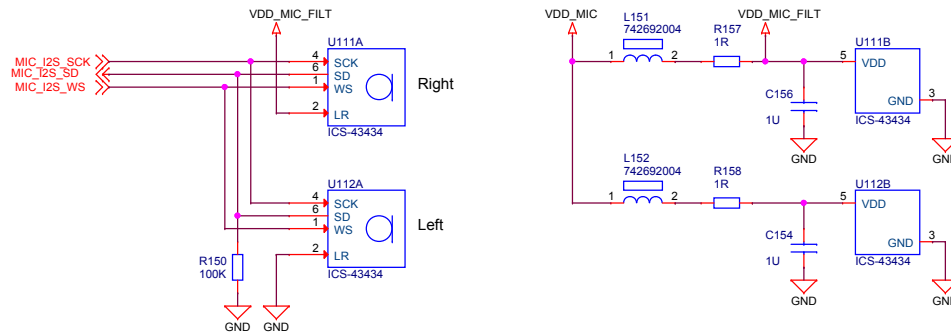 VDD_MIC_FILT
U111A
MIC_I2S_SCK
MIC_I2S_SD
MIC_I2S_WS
4
6
1
2
SCK
SD
WS
LR
ICS-43434
Right
U112A
4
6
1
2
SCK
SD
WS
LR
ICS-43434
Left
R150
100K
GND
GND
VDD_MIC
L151
742692004
1
2
R157
1R
VDD_MIC_FILT
U111B
5
VDD
GND
3
ICS-43434
C156
1U
GND
GND
L152
742692004
1
2
R158
1R
U112B
5
VDD
GND
3
ICS-43434
C154
1U
GND
GND